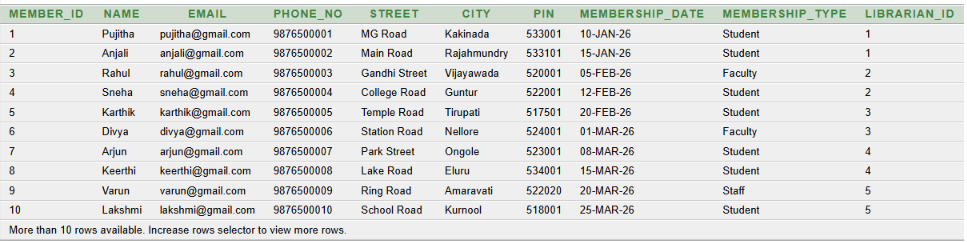 MEMBER_ID NAME EMAIL PHONE_NO STREET CITY PIN MEMBERSHIP_DATE MEMBERSHIP_TYPE LIBRARIAN_ID
1 Pujitha pujitha@gmail.com 9876500001 MG Road Kakinada 533001 10-JAN-26 Student 1
2 Anjali anjali@gmail.com 9876500002 Main Road Rajahmundry 533101 15-JAN-26 Student 1
3 Rahul rahul@gmail.com 9876500003 Gandhi Street Vijayawada 520001 05-FEB-26 Faculty 2
4 Sneha sneha@gmail.com 9876500004 College Road Guntur 522001 12-FEB-26 Student 2
5 Karthik karthik@gmail.com 9876500005 Temple Road Tirupati 517501 20-FEB-26 Student 3
6 Divya divya@gmail.com 9876500006 Station Road Nellore 524001 01-MAR-26 Faculty 3
7 Arjun arjun@gmail.com 9876500007 Park Street Ongole 523001 08-MAR-26 Student 4
8 Keerthi keerthi@gmail.com 9876500008 Lake Road Eluru 534001 15-MAR-26 Student 4
9 Varun varun@gmail.com 9876500009 Ring Road Amaravati 522020 20-MAR-26 Staff 5
10 Lakshmi lakshmi@gmail.com 9876500010 School Road Kurnool 518001 25-MAR-26 Student 5
More than 10 rows available. Increase rows selector to view more rows.